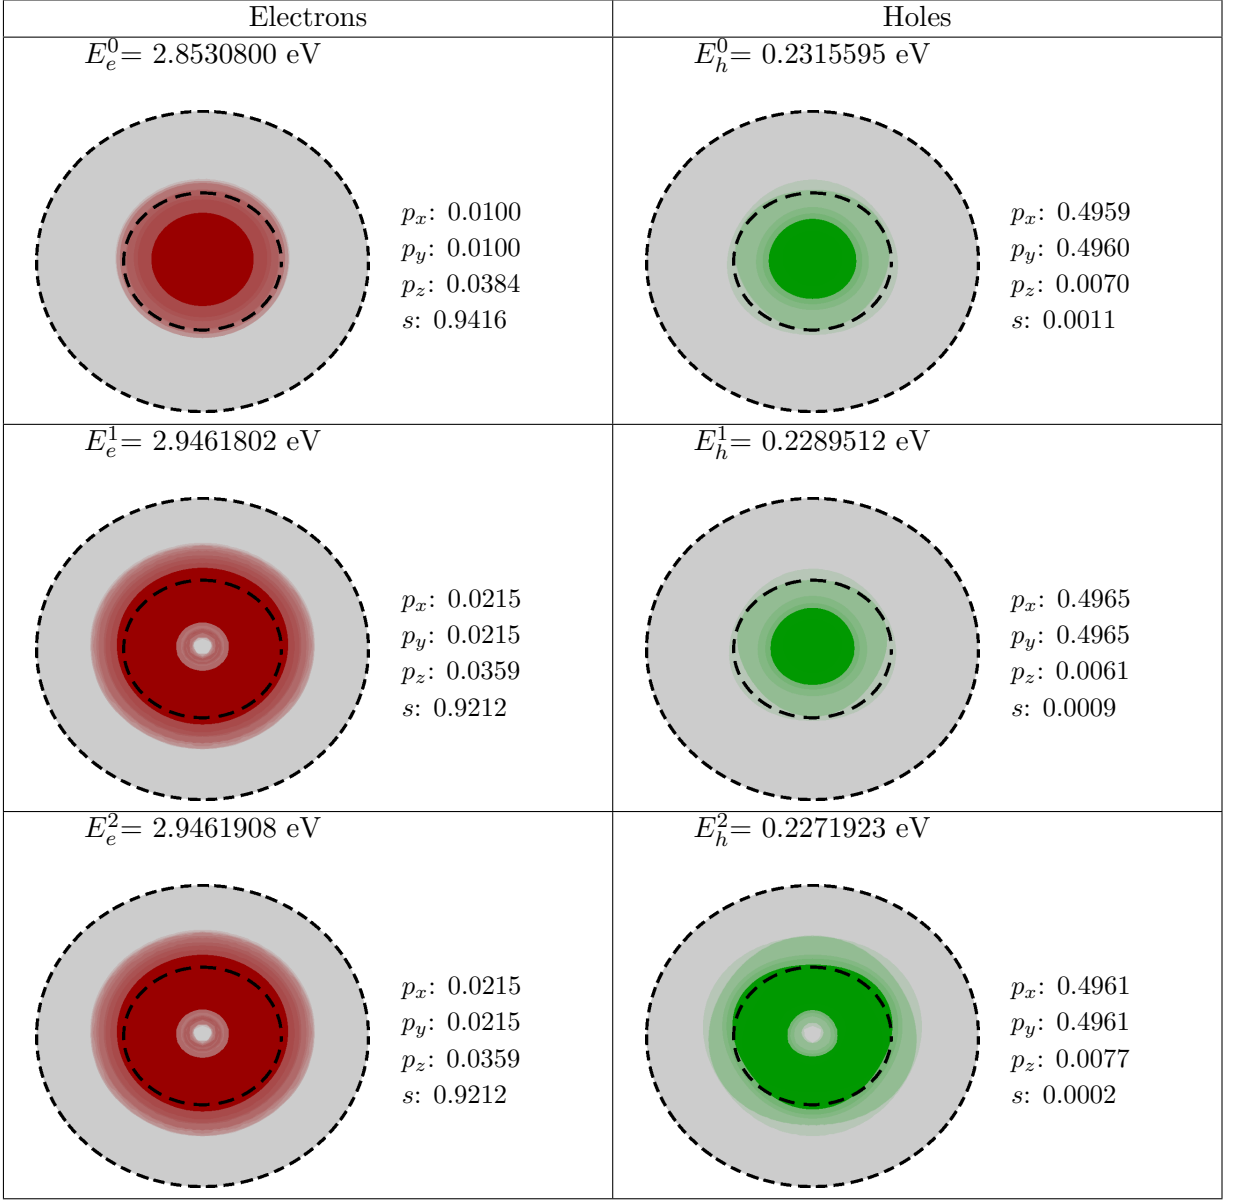 Electrons Holes
E_e^0= 2.8530800 eV
p_x: 0.0100
p_y: 0.0100
p_z: 0.0384
s: 0.9416
E_h^0= 0.2315595 eV
p_x: 0.4959
p_y: 0.4960
p_z: 0.0070
s: 0.0011
E_e^1= 2.9461802 eV
p_x: 0.0215
p_y: 0.0215
p_z: 0.0359
s: 0.9212
E_h^1= 0.2289512 eV
p_x: 0.4965
p_y: 0.4965
p_z: 0.0061
s: 0.0009
E_e^2= 2.9461908 eV
p_x: 0.0215
p_y: 0.0215
p_z: 0.0359
s: 0.9212
E_h^2= 0.2271923 eV
p_x: 0.4961
p_y: 0.4961
p_z: 0.0077
s: 0.0002